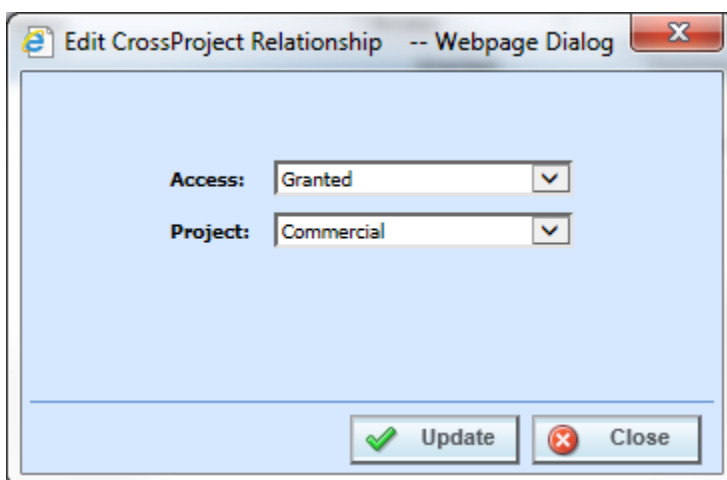 Edit CrossProject Relationship -- Webpage Dialog
Access: Granted
Project: Commercial
Update Close